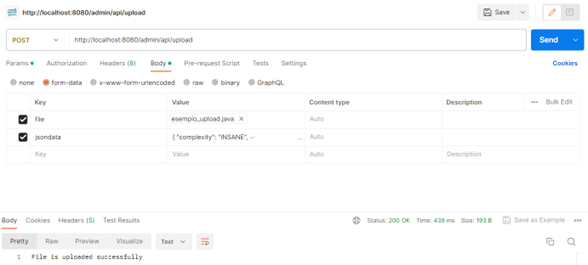 http://localhost:8080/admin/api/upload
Save
POST http://localhost:8080/admin/api/upload Send
Params Authorization Headers (8) Body Pre-request Script Tests Settings Cookies
none form-data x-www-form-urlencoded raw binary GraphQL
Key Value Content type Description ••• Bulk Edit
file esempio_upload.java × Auto
jsondata { "complexity": "INSANE", ↵ ... Auto
Key Value Auto Description
Body Cookies Headers (5) Test Results Status: 200 OK Time: 439 ms Size: 193 B Save as Example •••
Pretty Raw Preview Visualize Text
1 File is uploaded successfully